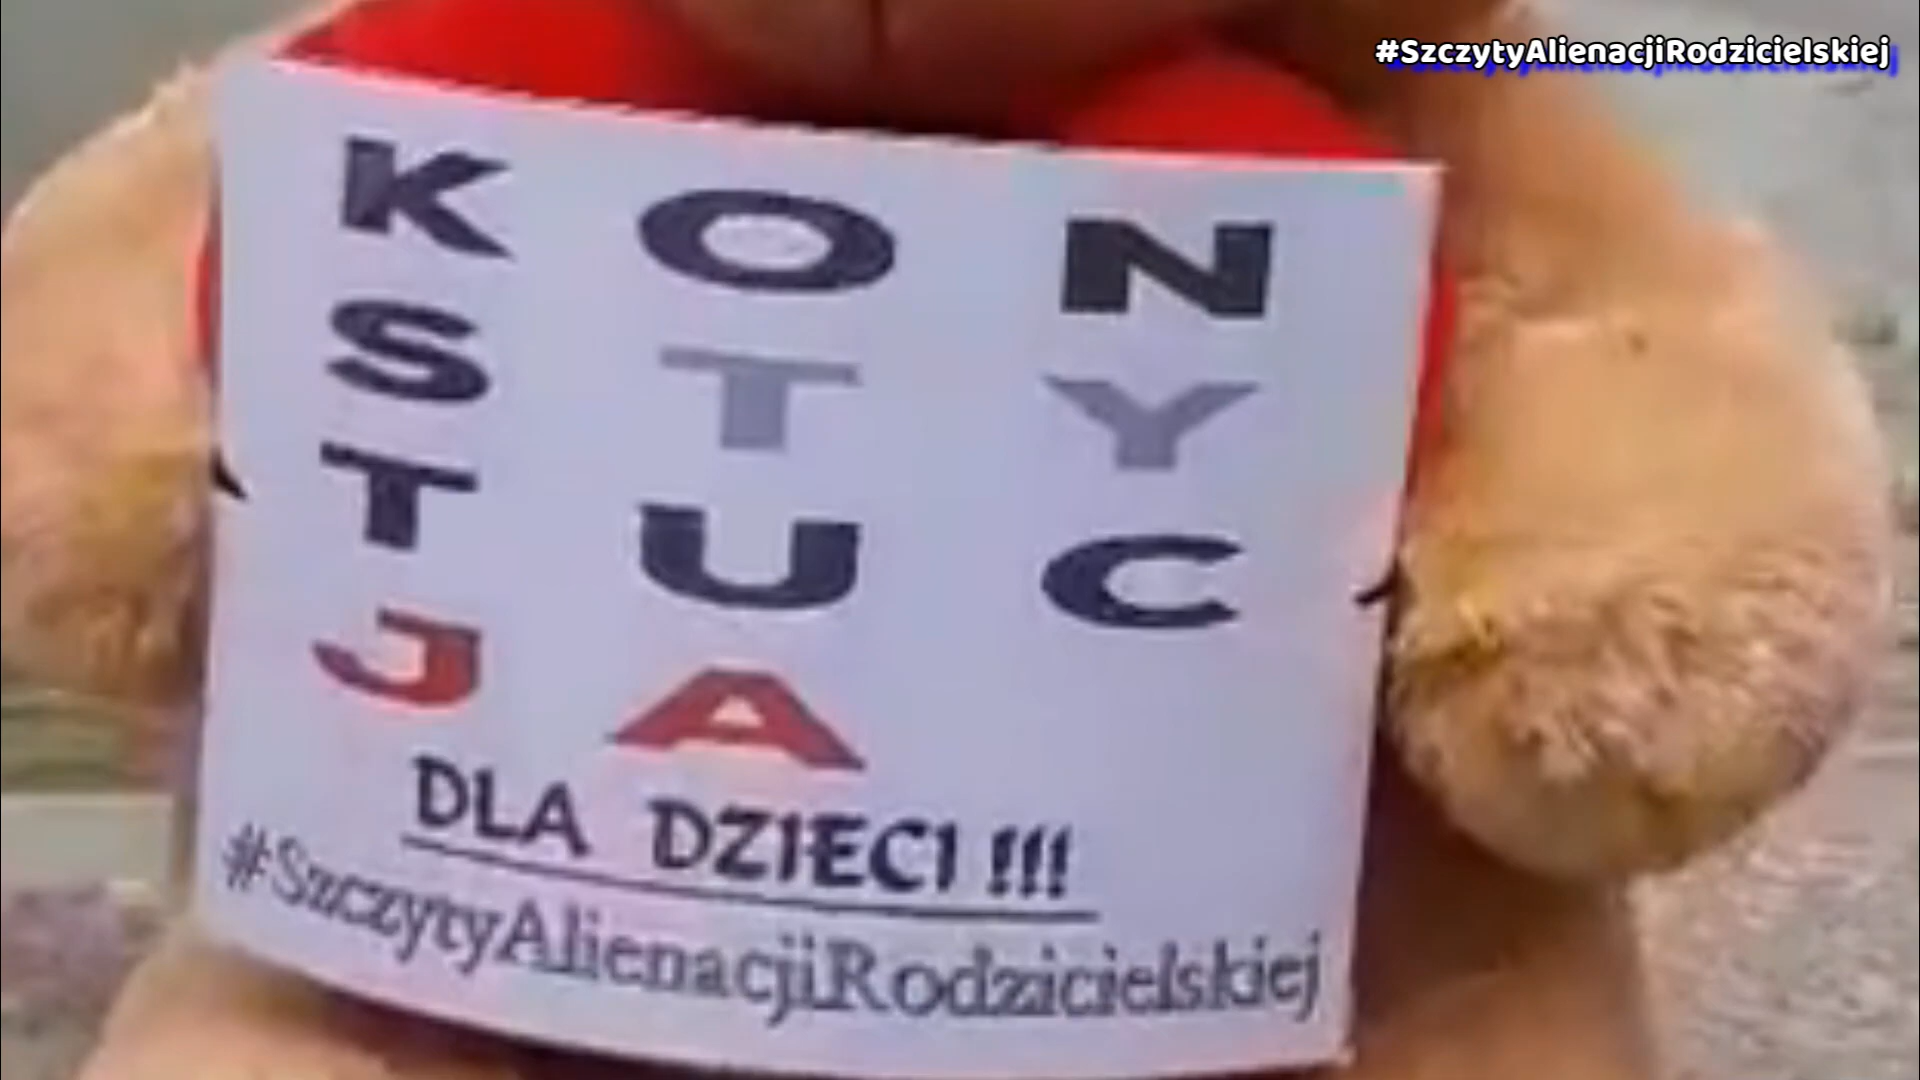 #SzczytyAlienacjiRodzicielskiej
K O N
S T Y
T U C
J A
DLA DZIECI !!!
#SzczytyAlienacjiRodzicielskiej